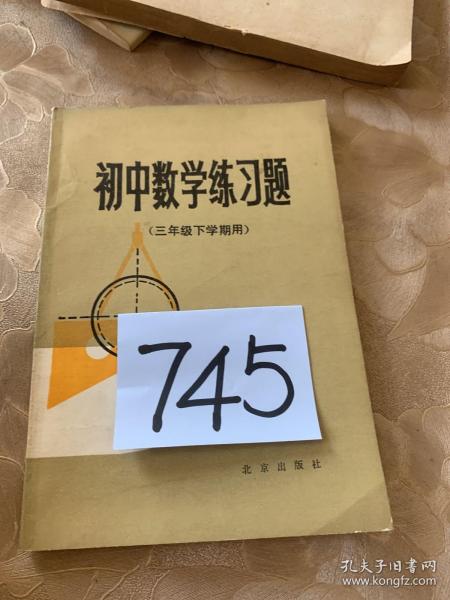 初中数学练习题
(三年级下学期用)
745
北京出版社
孔夫子旧书网
www.kongfz.com